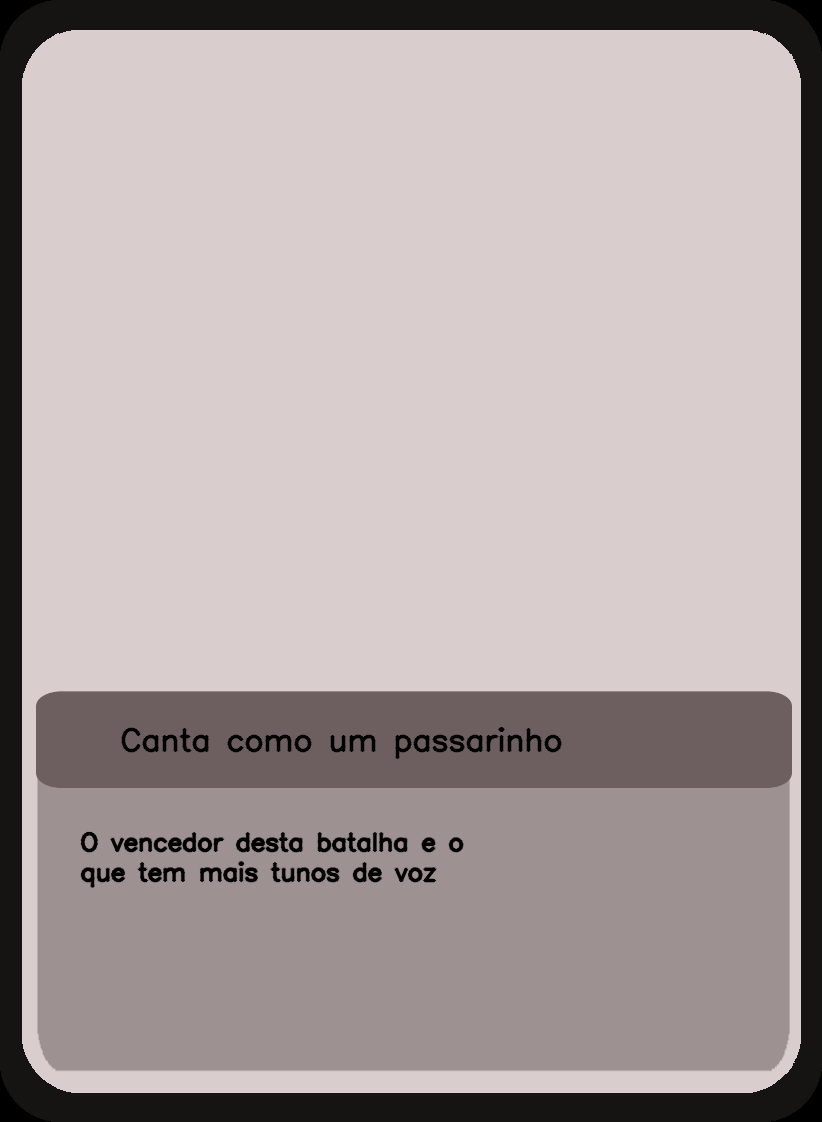 Canta como um passarinho
O vencedor desta batalha e o
que tem mais tunos de voz